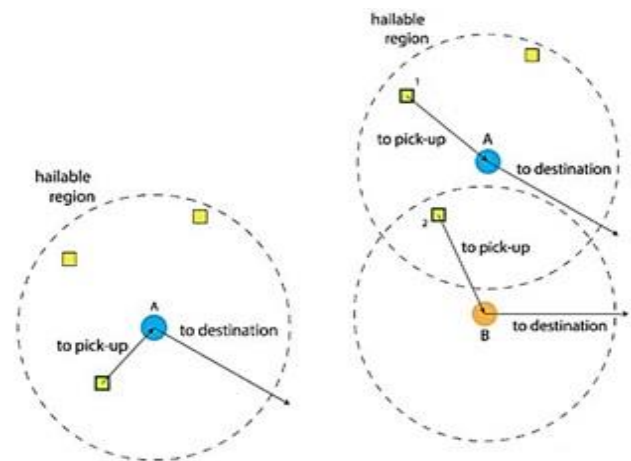 hailable
region
A
to pick-up
to destination
hailable
region
1
A
to pick-up
to destination
2
to pick-up
to destination
B